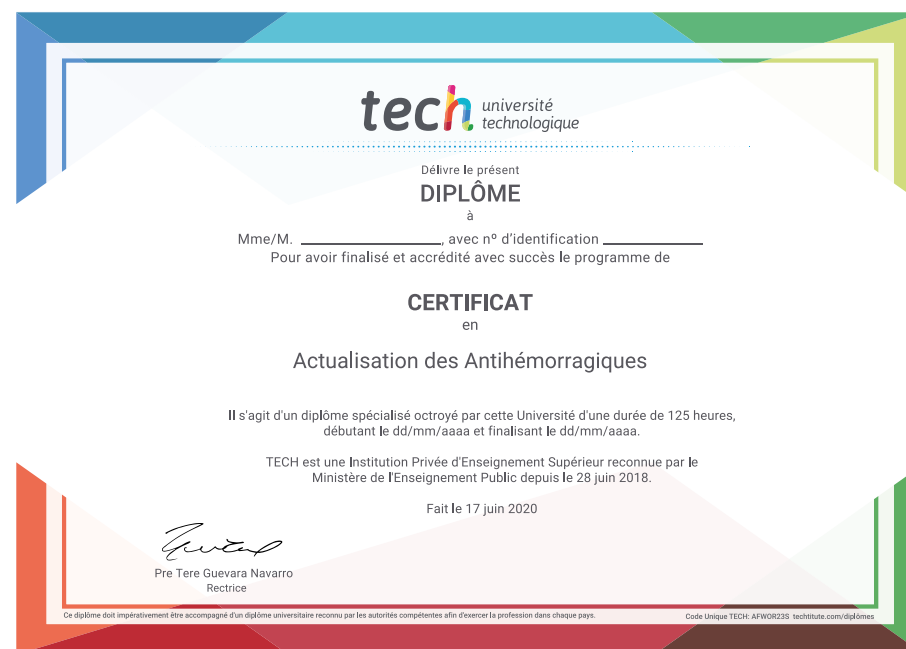 tech université
technologique
Délivre le présent
DIPLÔME
à
Mme/M. ____________________, avec nº d'identification ______________
Pour avoir finalisé et accrédité avec succès le programme de
CERTIFICAT
en
Actualisation des Antihémorragiques
Il s'agit d'un diplôme spécialisé octroyé par cette Université d'une durée de 125 heures,
débutant le dd/mm/aaaa et finalisant le dd/mm/aaaa.
TECH est une Institution Privée d'Enseignement Supérieur reconnue par le
Ministère de l'Enseignement Public depuis le 28 juin 2018.
Fait le 17 juin 2020
Pre Tere Guevara Navarro
Rectrice
Ce diplôme doit impérativement être accompagné d'un diplôme universitaire reconnu par les autorités compétentes afin d'exercer la profession dans chaque pays.
Code Unique TECH: AFWOR23S techtitute.com/diplômes